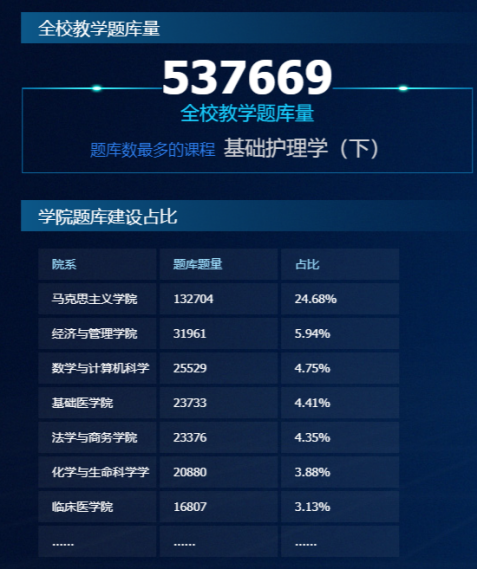 全校教学题库量
537669
全校教学题库量
题库数最多的课程 基础护理学（下）
学院题库建设占比
院系 题库题量 占比
马克思主义学院 132704 24.68%
经济与管理学院 31961 5.94%
数学与计算机科学 25529 4.75%
基础医学院 23733 4.41%
法学与商务学院 23376 4.35%
化学与生命科学学 20880 3.88%
临床医学院 16807 3.13%
...... ...... ......